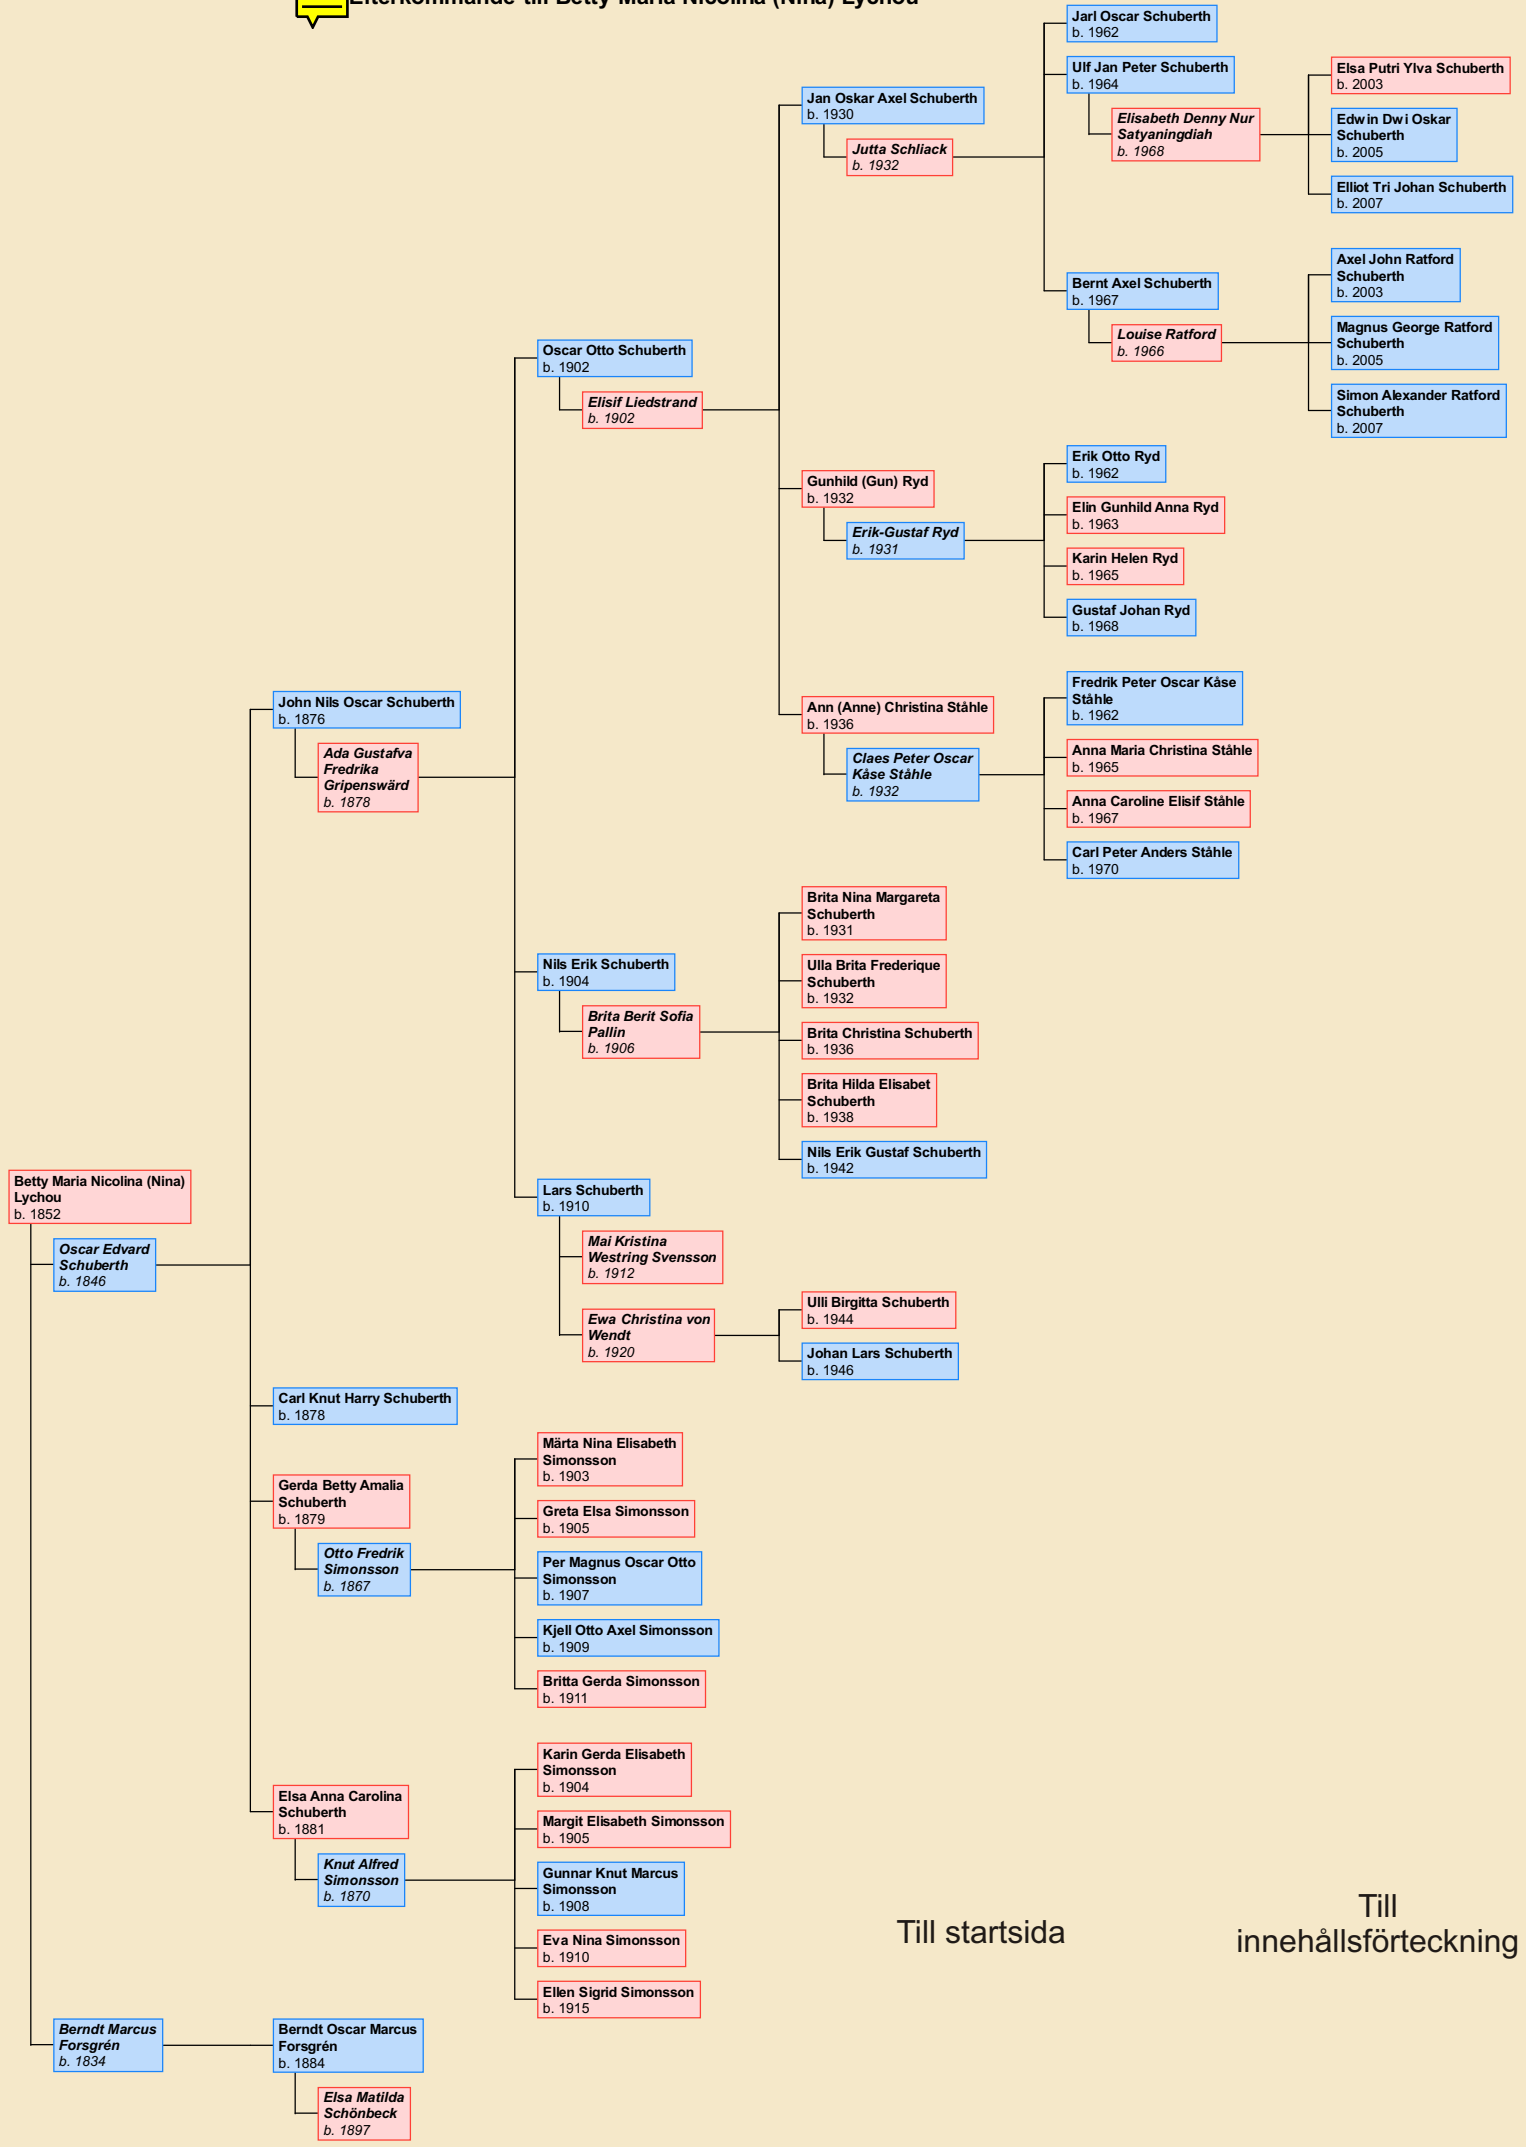 Efterkommande till Betty Maria Nicolina (Nina) Lychou
Betty Maria Nicolina (Nina)
Lychou
b. 1852
Oscar Edvard
Schuberth
b. 1846
John Nils Oscar Schuberth
b. 1876
Ada Gustafva
Fredrika
Gripenswärd
b. 1878
Oscar Otto Schuberth
b. 1902
Elisif Liedstrand
b. 1902
Jan Oskar Axel Schuberth
b. 1930
Jutta Schliack
b. 1932
Jarl Oscar Schuberth
b. 1962
Ulf Jan Peter Schuberth
b. 1964
Elisabeth Denny Nur
Satyaningdiah
b. 1968
Elsa Putri Ylva Schuberth
b. 2003
Edwin Dwi Oskar
Schuberth
b. 2005
Elliot Tri Johan Schuberth
b. 2007
Bernt Axel Schuberth
b. 1967
Louise Ratford
b. 1966
Axel John Ratford
Schuberth
b. 2003
Magnus George Ratford
Schuberth
b. 2005
Simon Alexander Ratford
Schuberth
b. 2007
Gunhild (Gun) Ryd
b. 1932
Erik-Gustaf Ryd
b. 1931
Erik Otto Ryd
b. 1962
Elin Gunhild Anna Ryd
b. 1963
Karin Helen Ryd
b. 1965
Gustaf Johan Ryd
b. 1968
Ann (Anne) Christina Ståhle
b. 1936
Claes Peter Oscar
Kåse Ståhle
b. 1932
Fredrik Peter Oscar Kåse
Ståhle
b. 1962
Anna Maria Christina Ståhle
b. 1965
Anna Caroline Elisif Ståhle
b. 1967
Carl Peter Anders Ståhle
b. 1970
Nils Erik Schuberth
b. 1904
Brita Berit Sofia
Pallin
b. 1906
Brita Nina Margareta
Schuberth
b. 1931
Ulla Brita Frederique
Schuberth
b. 1932
Brita Christina Schuberth
b. 1936
Brita Hilda Elisabet
Schuberth
b. 1938
Nils Erik Gustaf Schuberth
b. 1942
Lars Schuberth
b. 1910
Mai Kristina
Westring Svensson
b. 1912
Ewa Christina von
Wendt
b. 1920
Ulli Birgitta Schuberth
b. 1944
Johan Lars Schuberth
b. 1946
Carl Knut Harry Schuberth
b. 1878
Gerda Betty Amalia
Schuberth
b. 1879
Otto Fredrik
Simonsson
b. 1867
Märta Nina Elisabeth
Simonsson
b. 1903
Greta Elsa Simonsson
b. 1905
Per Magnus Oscar Otto
Simonsson
b. 1907
Kjell Otto Axel Simonsson
b. 1909
Britta Gerda Simonsson
b. 1911
Elsa Anna Carolina
Schuberth
b. 1881
Knut Alfred
Simonsson
b. 1870
Karin Gerda Elisabeth
Simonsson
b. 1904
Margit Elisabeth Simonsson
b. 1905
Gunnar Knut Marcus
Simonsson
b. 1908
Eva Nina Simonsson
b. 1910
Ellen Sigrid Simonsson
b. 1915
Berndt Marcus
Forsgrén
b. 1834
Berndt Oscar Marcus
Forsgrén
b. 1884
Elsa Matilda
Schönbeck
b. 1897
Till startsida
Till
innehållsförteckning